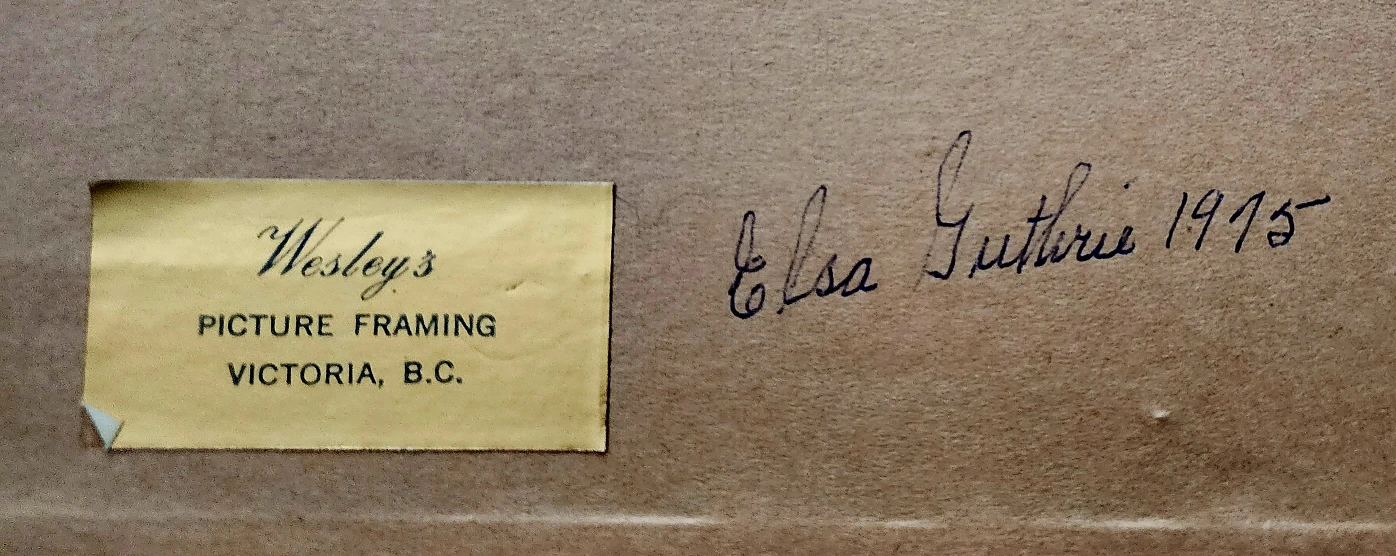 Wesley's
PICTURE FRAMING
VICTORIA, B.C.
Elsa Guthrie 1975